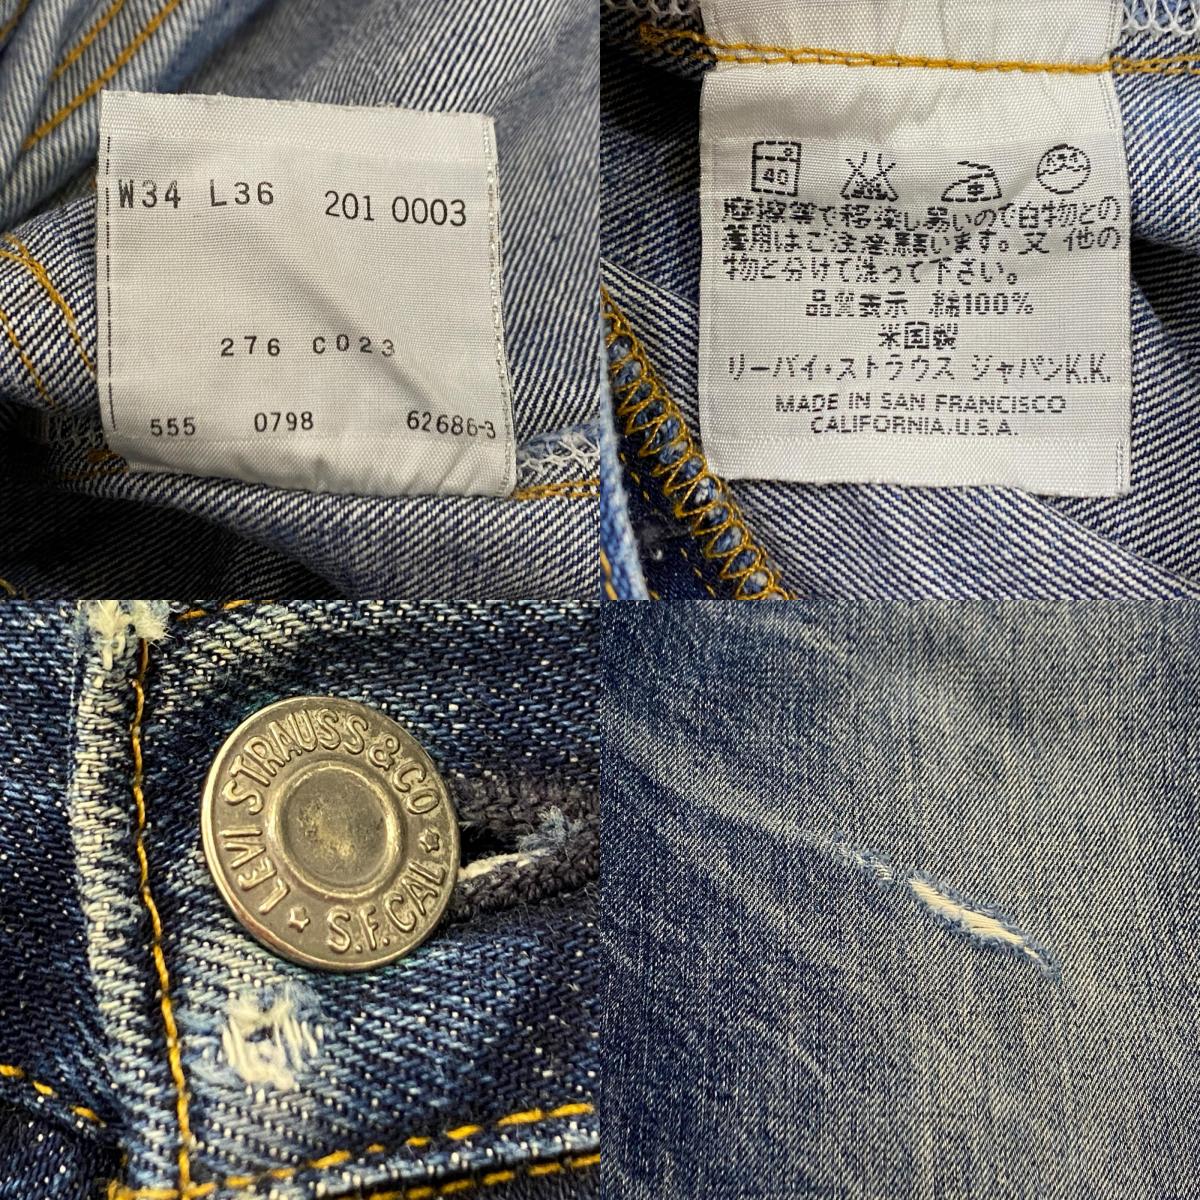 W34 L36 201 0003
276 C023
555 0798 62686-3
40
摩擦等で移染し易いので白物との
着用はご注意願います。又 他の
物と分けて洗って下さい。
品質表示 綿100%
米国製
リーバイ・ストラウス ジャパンK.K.
MADE IN SAN FRANCISCO
CALIFORNIA.U.S.A.
LEVI STRAUSS & CO
S.F. CAL